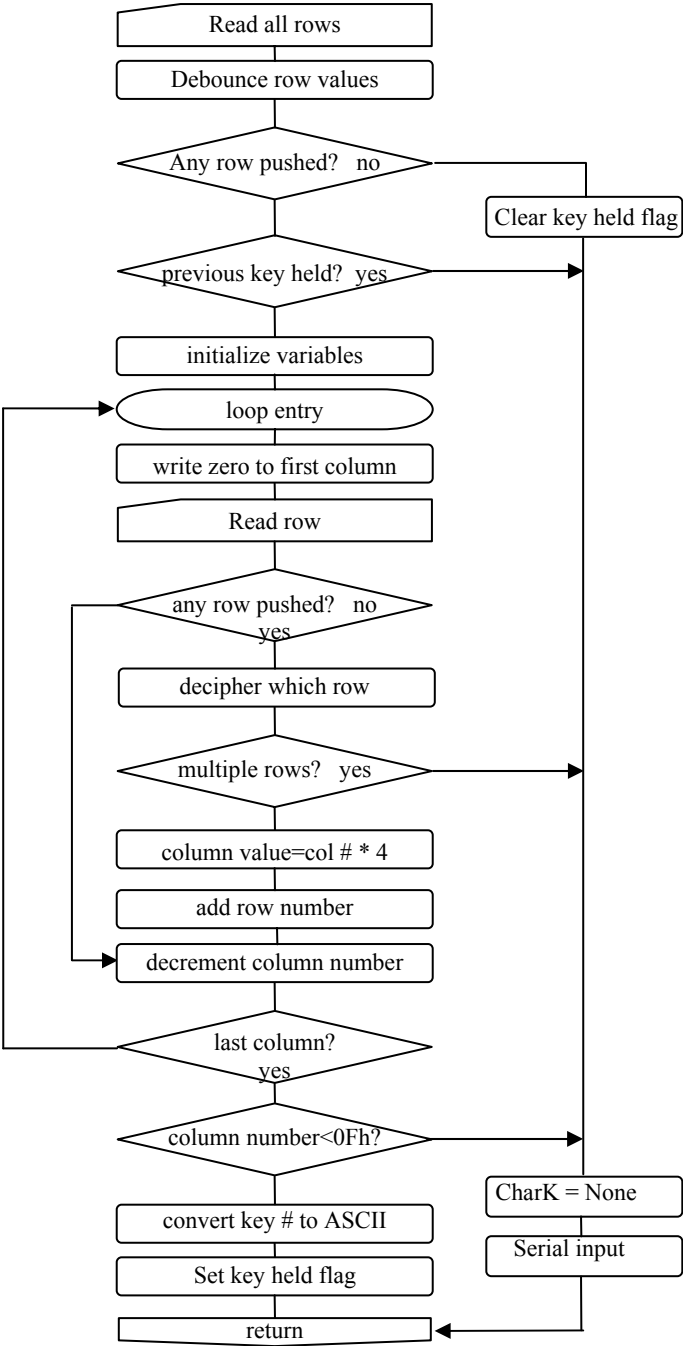 Read all rows
Debounce row values
Any row pushed? no
Clear key held flag
previous key held? yes
initialize variables
loop entry
write zero to first column
Read row
any row pushed? no
yes
decipher which row
multiple rows? yes
column value=col # * 4
add row number
decrement column number
last column?
yes
column number<0Fh?
CharK = None
convert key # to ASCII
Serial input
Set key held flag
return